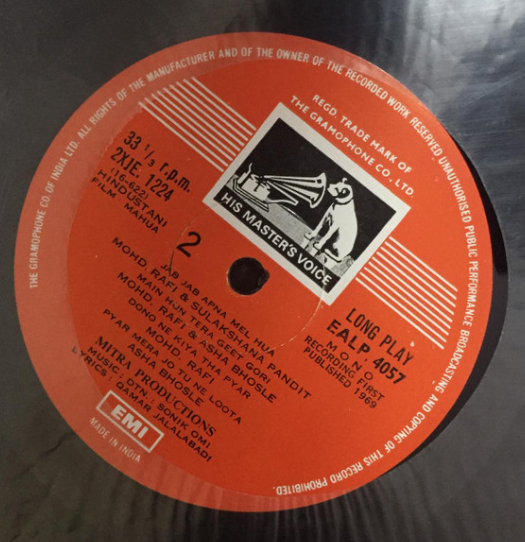 THE GRAMOPHONE CO. OF INDIA LTD. ALL RIGHTS OF THE MANUFACTURER AND OF THE OWNER OF THE RECORDED WORK RESERVED UNAUTHORISED PUBLIC PERFORMANCE BROADCASTING AND COPYING OF THIS RECORD PROHIBITED.
REGD. TRADE MARK OF
THE GRAMOPHONE CO., LTD.
HIS MASTER'S VOICE
33 1/3 r.p.m.
2XJE. 1224
(16-622)
HINDUSTANI
FILM : MAHUA
2
LONG PLAY
EALP. 4057
MONO
RECORDING FIRST
PUBLISHED 1969
JAB JAB APNA MEL HUA
MOHD. RAFI & SULAKSHANA PANDIT
MAIN HUN TERA GEET GORI
MOHD. RAFI & ASHA BHOSLE
DONO NE KIYA THA PYAR
MOHD. RAFI
PYAR MERA JO TU NE LOOTA
ASHA BHOSLE
MITRA PRODUCTIONS
MUSIC: DTN. : SONIK OMI
LYRICS : QAMAR JALALABADI
EMI
MADE IN INDIA